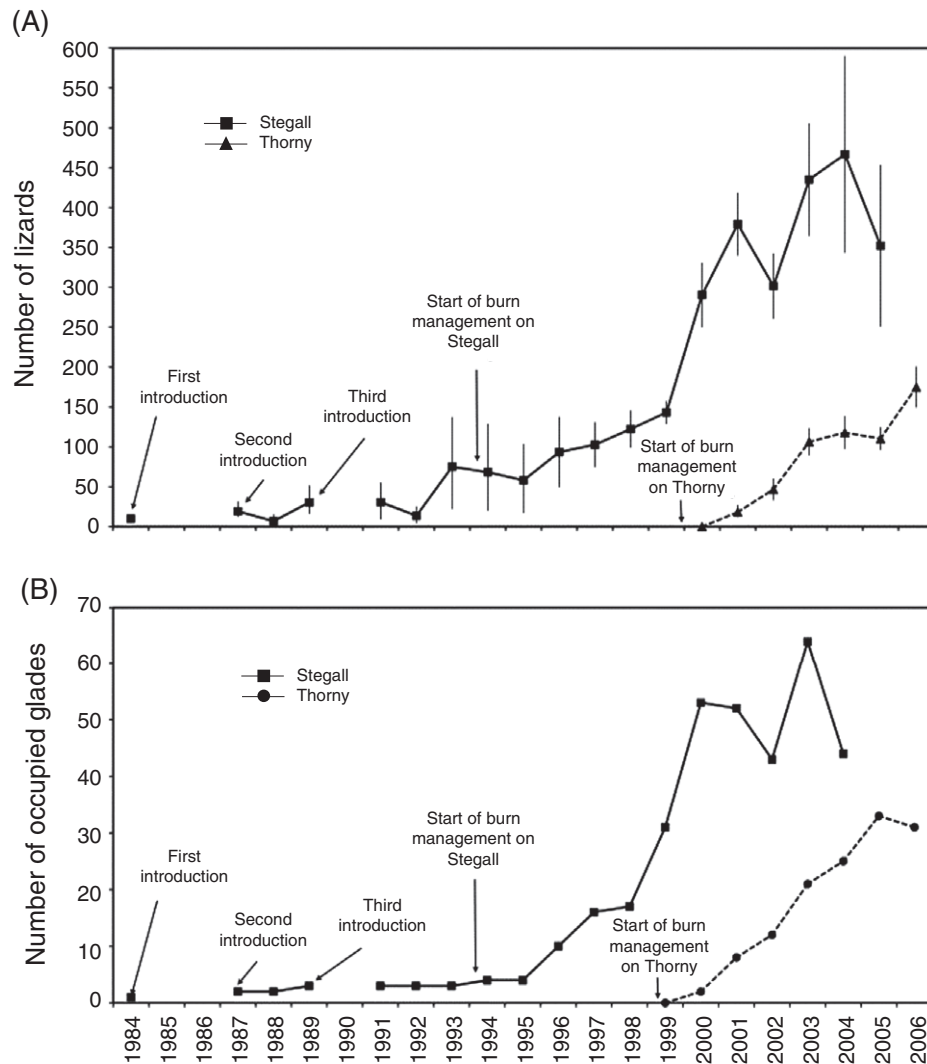 (A)
Number of lizards
600
550
500
450
400
350
300
250
200
150
100
50
0
Stegall
Thorny
First
introduction
Second
introduction
Third
introduction
Start of burn
management on
Stegall
Start of burn
management
on Thorny
(B)
Number of occupied glades
70
60
50
40
30
20
10
0
Stegall
Thorny
First
introduction
Second
introduction
Third
introduction
Start of burn
management on
Stegall
Start of burn
management
on Thorny
1984
1985
1986
1987
1988
1989
1990
1991
1992
1993
1994
1995
1996
1997
1998
1999
2000
2001
2002
2003
2004
2005
2006